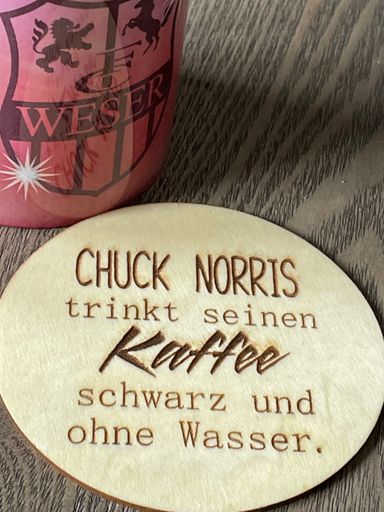 WESER
CHUCK NORRIS
trinkt seinen
Kaffee
schwarz und
ohne Wasser.